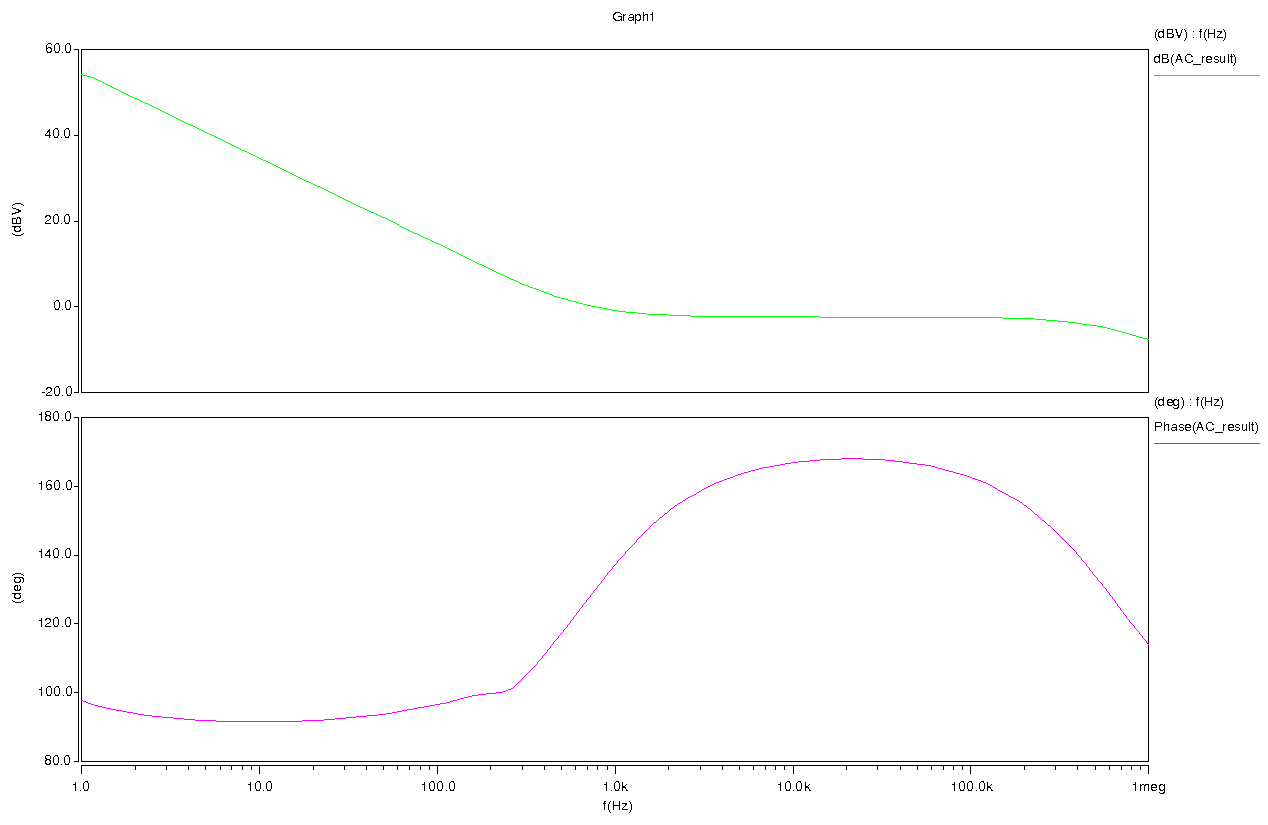 Graph1
(dBV) : f(Hz)
dB(AC_result)
60.0
40.0
20.0
0.0
-20.0
(dBV)
(deg) : f(Hz)
Phase(AC_result)
180.0
160.0
140.0
120.0
100.0
80.0
(deg)
1.0 10.0 100.0 1.0k 10.0k 100.0k 1meg
f(Hz)